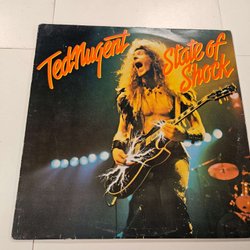 Ted Nugent
State of
Shock